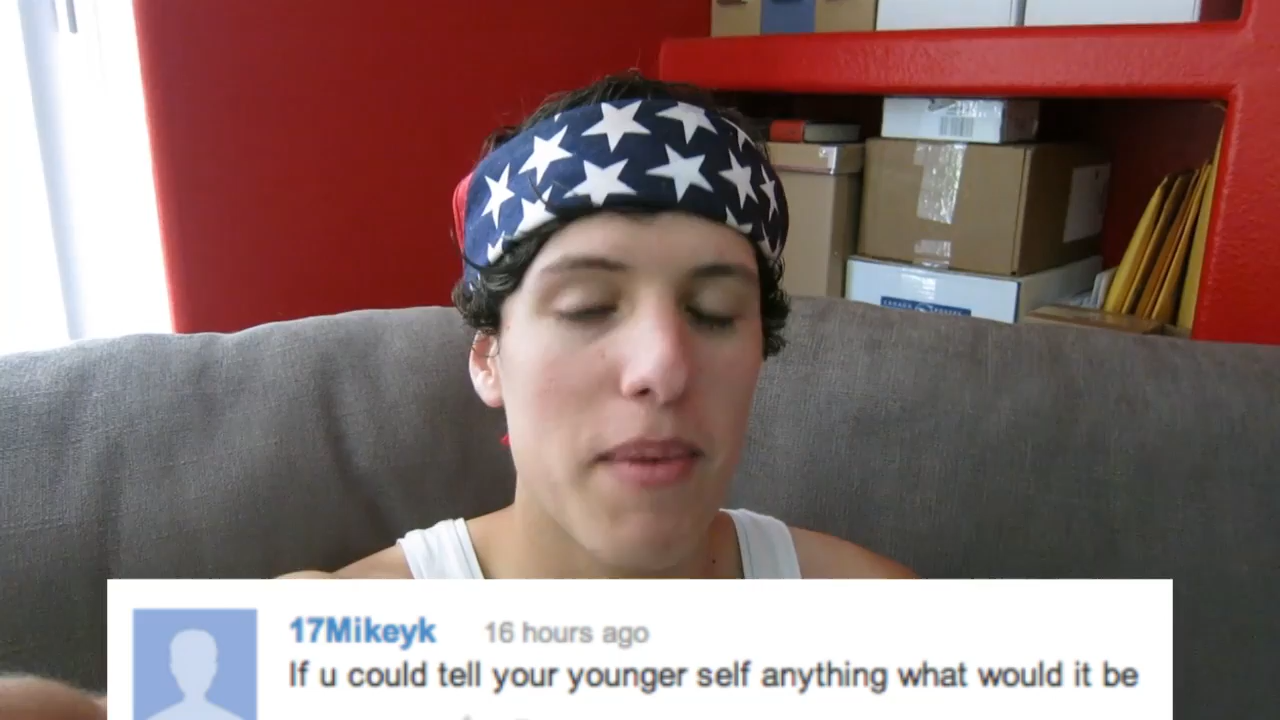 17Mikeyk 16 hours ago
If u could tell your younger self anything what would it be